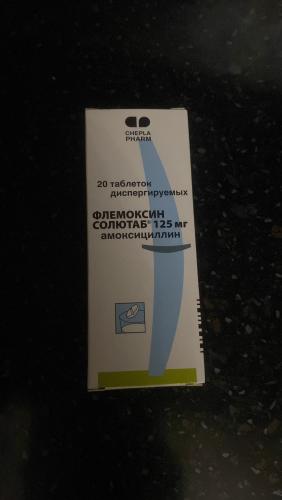 CHEPLA
PHARM
20 таблеток
диспергируемых
ФЛЕМОКСИН
СОЛЮТАБ® 125 мг
амоксициллин